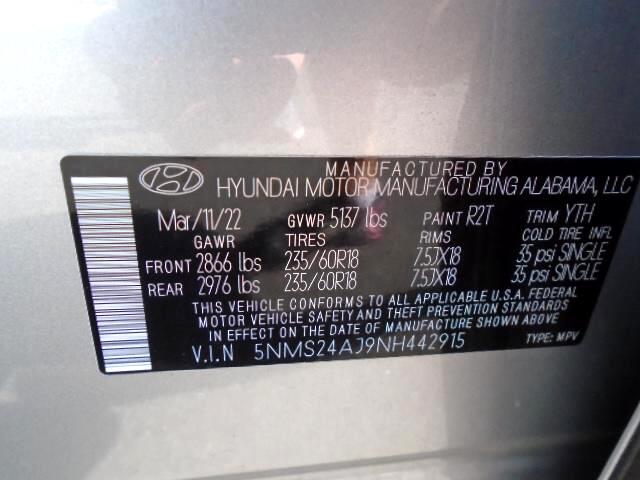 MANUFACTURED BY
HYUNDAI MOTOR MANUFACTURING ALABAMA, LLC
Mar/11/22 GVWR 5137 lbs PAINT R2T TRIM YTH
GAWR TIRES RIMS COLD TIRE INFL
FRONT 2866 lbs 235/60R18 7.5JX18 35 psi SINGLE
REAR 2976 lbs 235/60R18 7.5JX18 35 psi SINGLE
THIS VEHICLE CONFORMS TO ALL APPLICABLE U.S.A. FEDERAL
MOTOR VEHICLE SAFETY AND THEFT PREVENTION STANDARDS
IN EFFECT ON THE DATE OF MANUFACTURE SHOWN ABOVE
V.I.N 5NMS24AJ9NH442915 TYPE: MPV